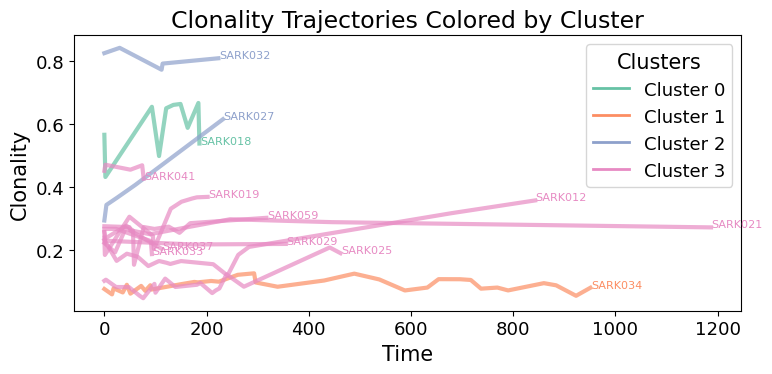 Clonality Trajectories Colored by Cluster
Clonality
0.8
0.6
0.4
0.2
SARK032
SARK027
SARK018
SARK041
SARK019
SARK012
SARK059
SARK021
SARK029
SARK037
SARK033
SARK025
SARK034
Clusters
Cluster 0
Cluster 1
Cluster 2
Cluster 3
0 200 400 600 800 1000 1200
Time